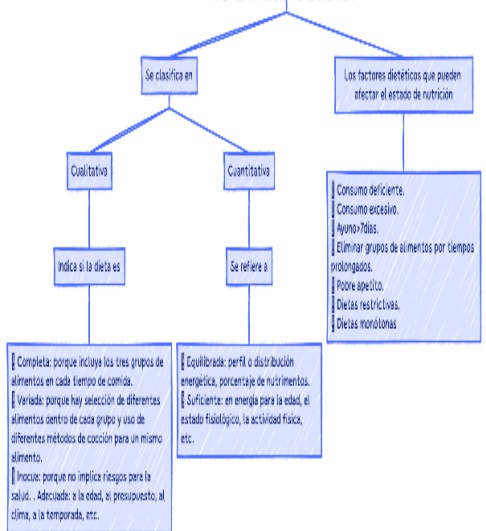 Se clasifica en
Los factores dietéticos que pueden
afectar el estado de nutrición
Cualitativa
Cuantitativa
Consumo deficiente.
Consumo excesivo.
Ayuno>7dias.
Eliminar grupos de alimentos por tiempos
prolongados.
Pobre apetito.
Dietas restrictivas.
Dietas monótonas
Indica si la dieta es
Se refiere a
Completa: porque incluya los tres grupos de
alimentos en cada tiempo de comida.
Variada: porque hay selección de diferentes
alimentos dentro de cada grupo y uso de
diferentes métodos de cocción para un mismo
alimento.
Inocua: porque no implica riesgos para la
salud. . Adecuada: a la edad, al presupuesto, al
clima, a la temporada, etc.
Equilibrada: perfil o distribución
energética, porcentaje de nutrimentos.
Suficiente: en energía para la edad, el
estado fisiológico, la actividad física,
etc.